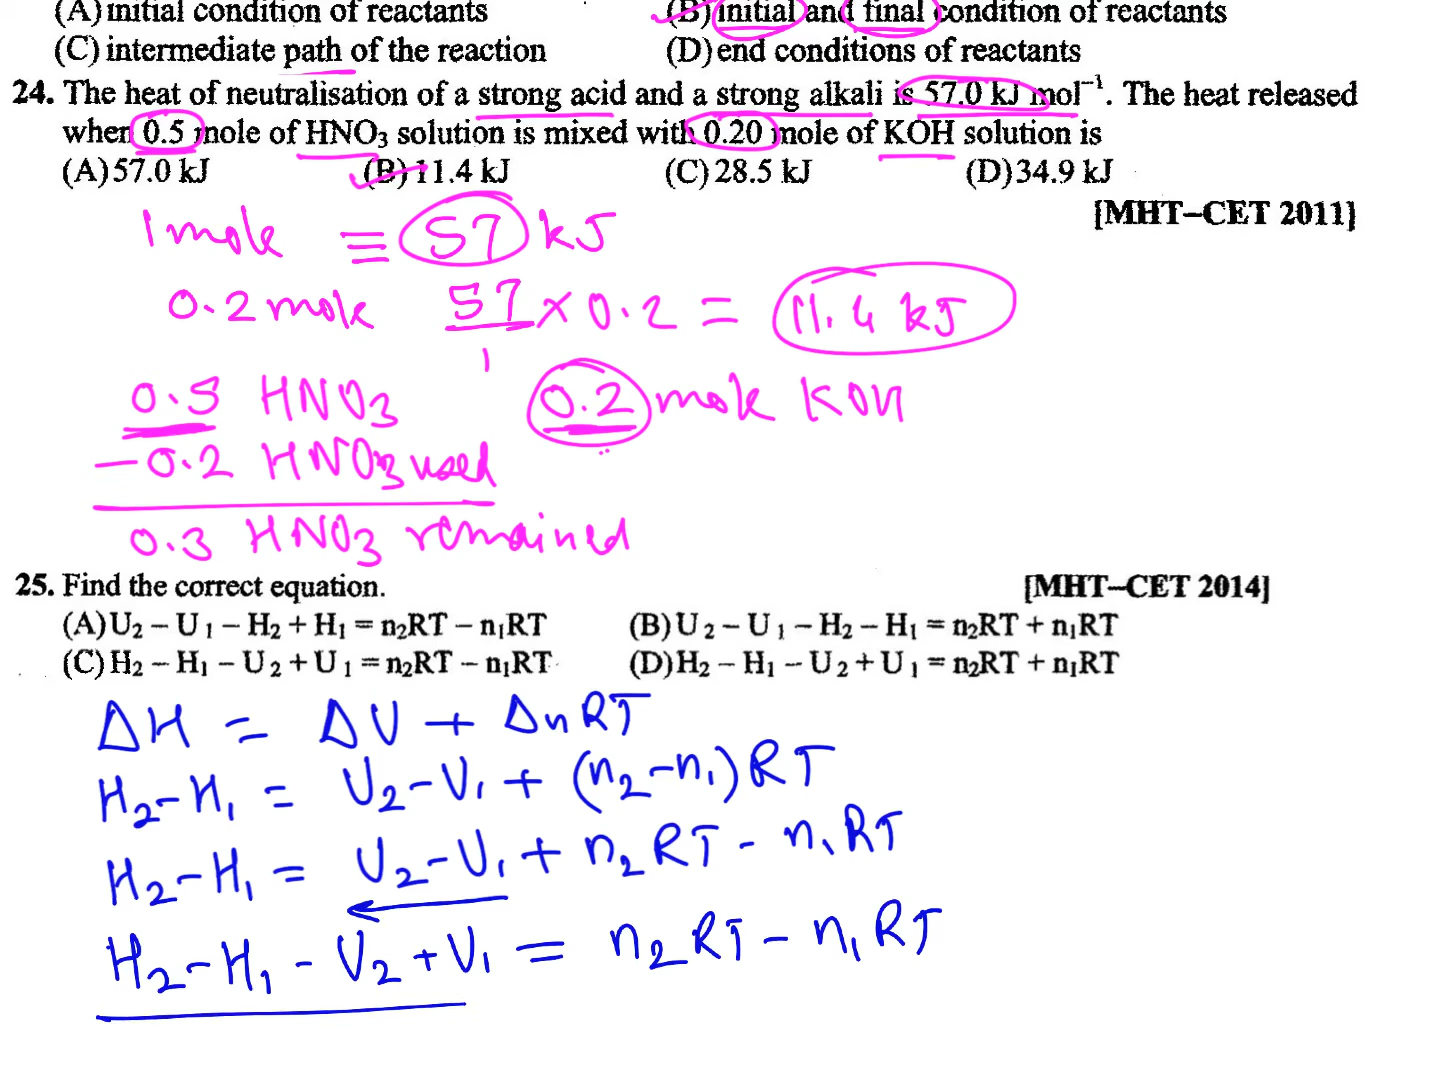 (A) initial condition of reactants (B) initial and final condition of reactants
(C) intermediate path of the reaction (D) end conditions of reactants
24. The heat of neutralisation of a strong acid and a strong alkali is 57.0 kJ mol⁻¹. The heat released
when 0.5 mole of HNO₃ solution is mixed with 0.20 mole of KOH solution is
(A) 57.0 kJ (B) 11.4 kJ (C) 28.5 kJ (D) 34.9 kJ
[MHT–CET 2011]
1 mole ≡ 57 kJ
0.2 mole 57/1 × 0.2 = 11.4 kJ
0.5 HNO3 0.2 mole KOH
−0.2 HNO3 used
0.3 HNO3 remained
25. Find the correct equation. [MHT–CET 2014]
(A) U₂ − U₁ − H₂ + H₁ = n₂RT − n₁RT (B) U₂ − U₁ − H₂ − H₁ = n₂RT + n₁RT
(C) H₂ − H₁ − U₂ + U₁ = n₂RT − n₁RT (D) H₂ − H₁ − U₂ + U₁ = n₂RT + n₁RT
ΔH = ΔU + ΔnRT
H₂−H₁ = U₂−U₁ + (n₂−n₁)RT
H₂−H₁ = U₂−U₁ + n₂RT − n₁RT
H₂−H₁ − U₂ + U₁ = n₂RT − n₁RT